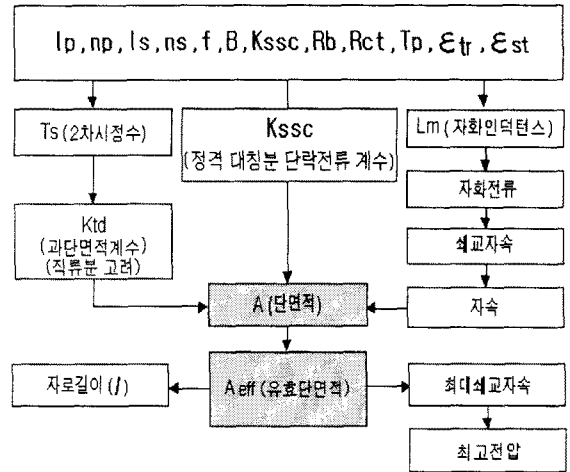 Ip,np,Is,ns,f,B,Kssc,Rb,Rct,Tp,εtr,εst
Ts(2차시정수)
Kssc
(정격 대칭분 단락전류 계수)
Lm(자화인덕턴스)
자화전류
Ktd
(과단면적계수)
(직류분 고려)
쇄교자속
A(단면적)
자속
자로길이(l)
Aeff(유효단면적)
최대쇄교자속
최고전압